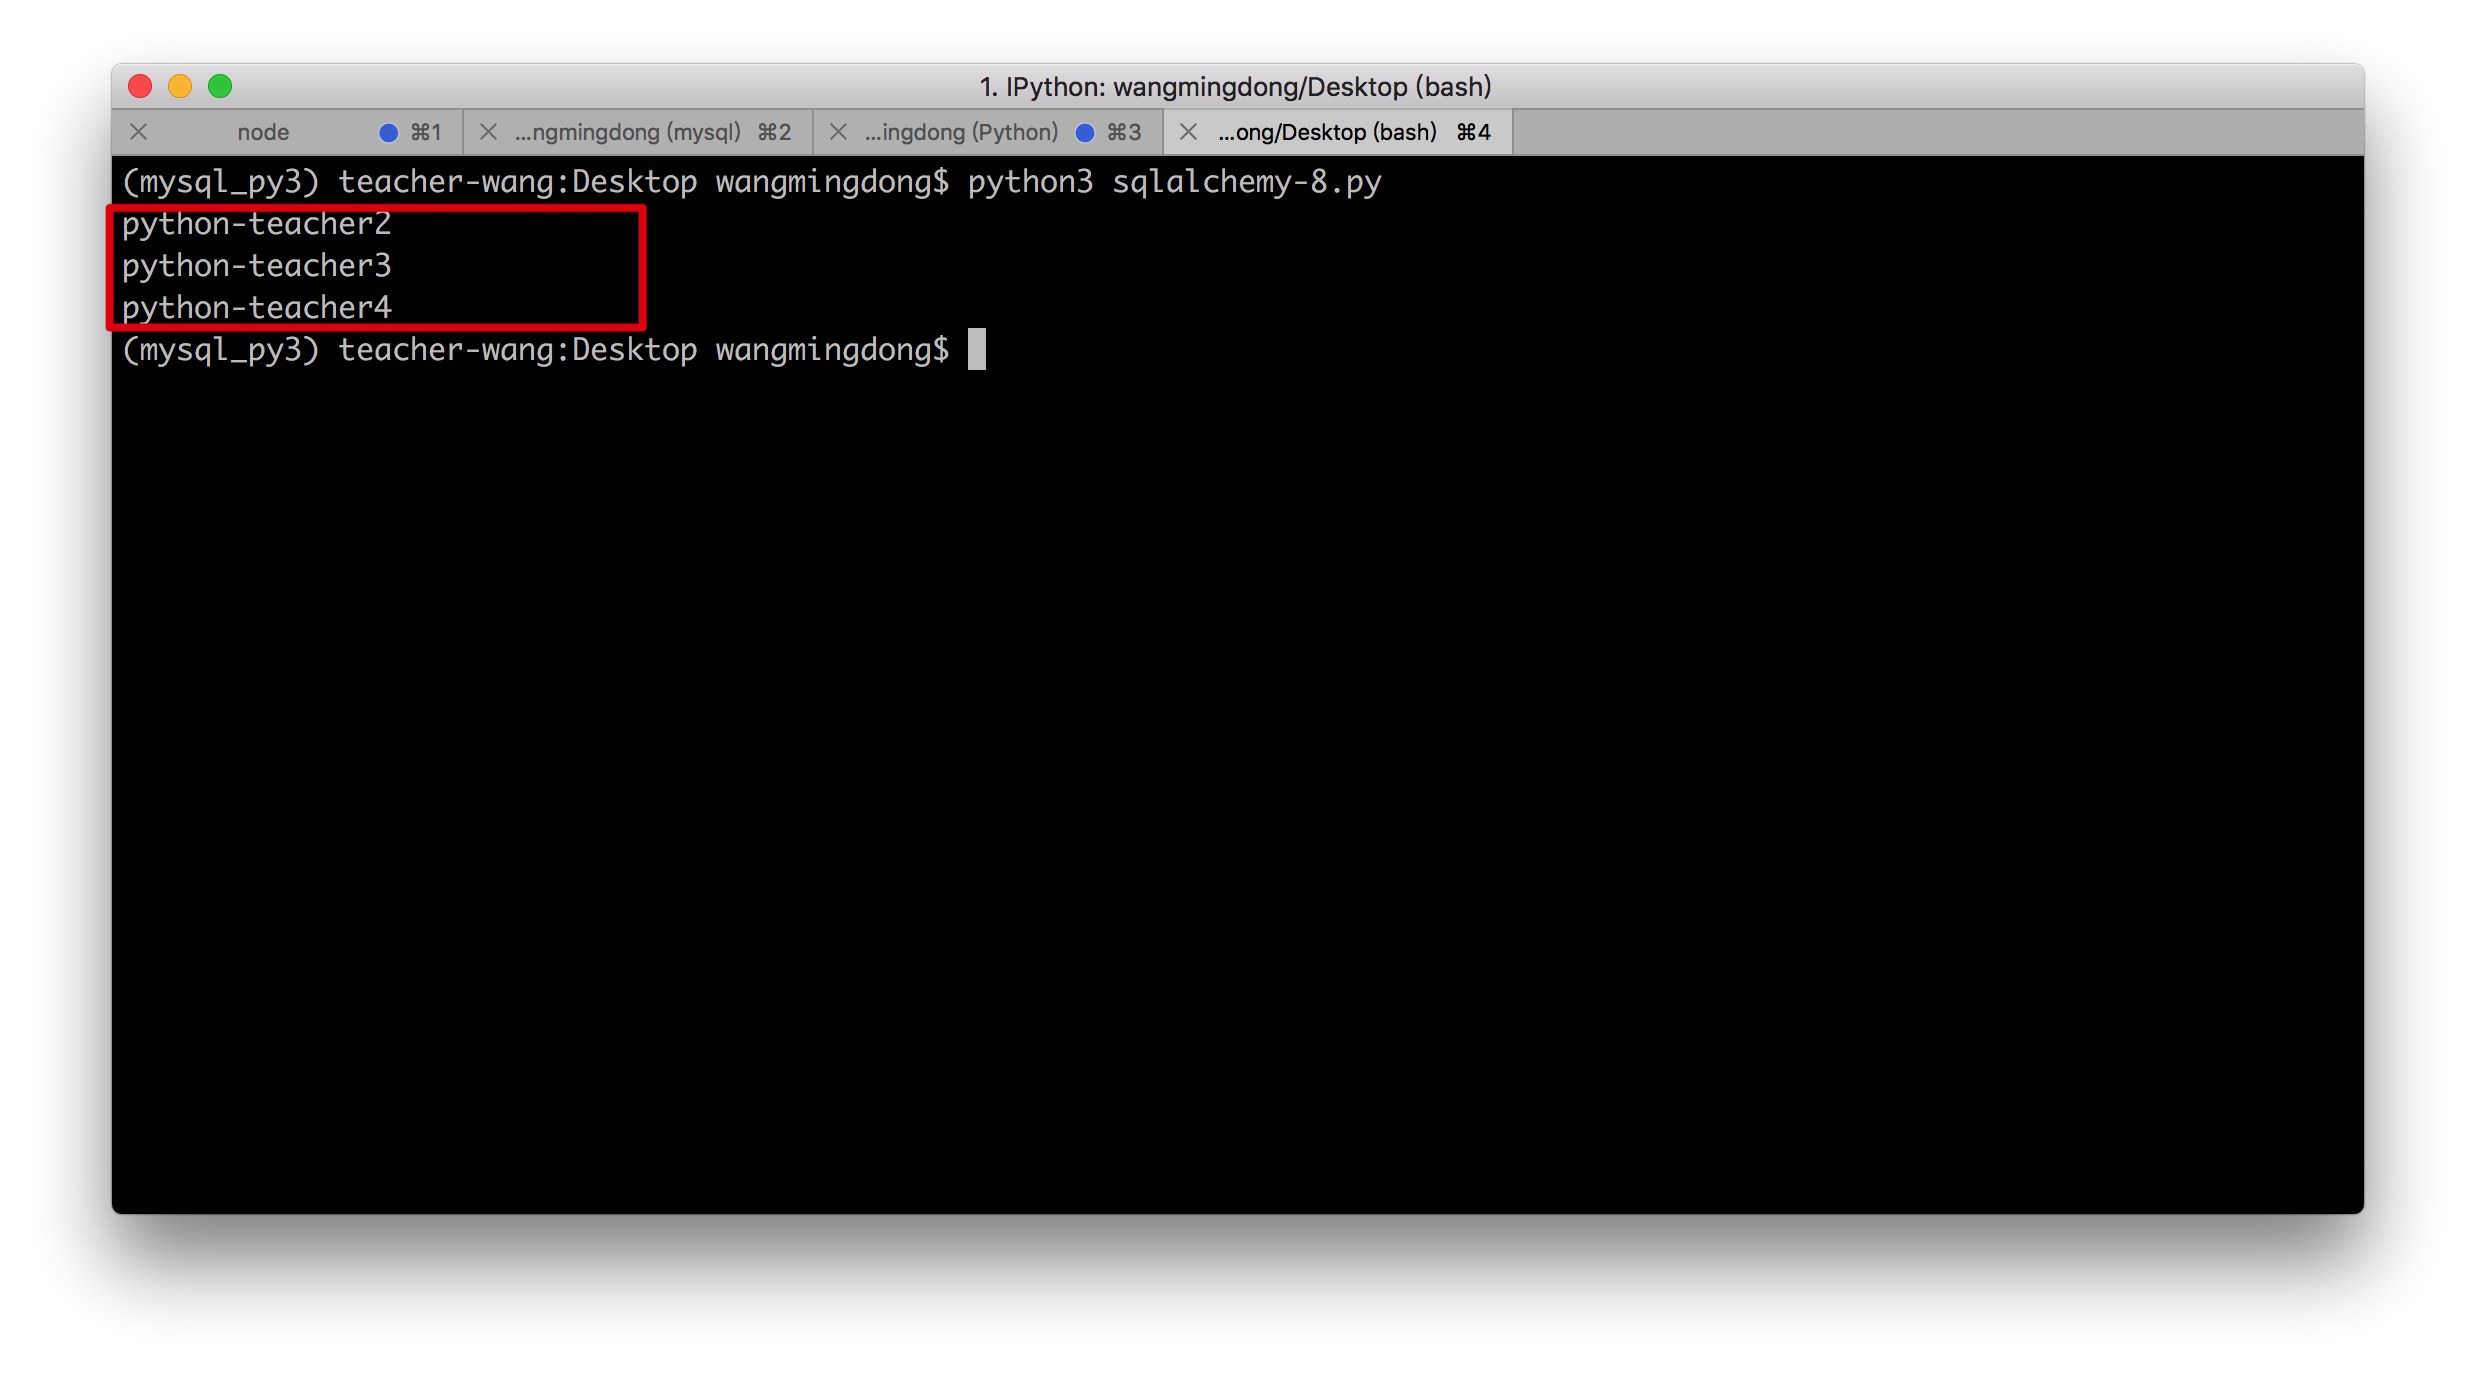 1. IPython: wangmingdong/Desktop (bash)
node ⌘1 ...ngmingdong (mysql) ⌘2 ...ingdong (Python) ⌘3 ...ong/Desktop (bash) ⌘4
(mysql_py3) teacher-wang:Desktop wangmingdong$ python3 sqlalchemy-8.py
python-teacher2
python-teacher3
python-teacher4
(mysql_py3) teacher-wang:Desktop wangmingdong$